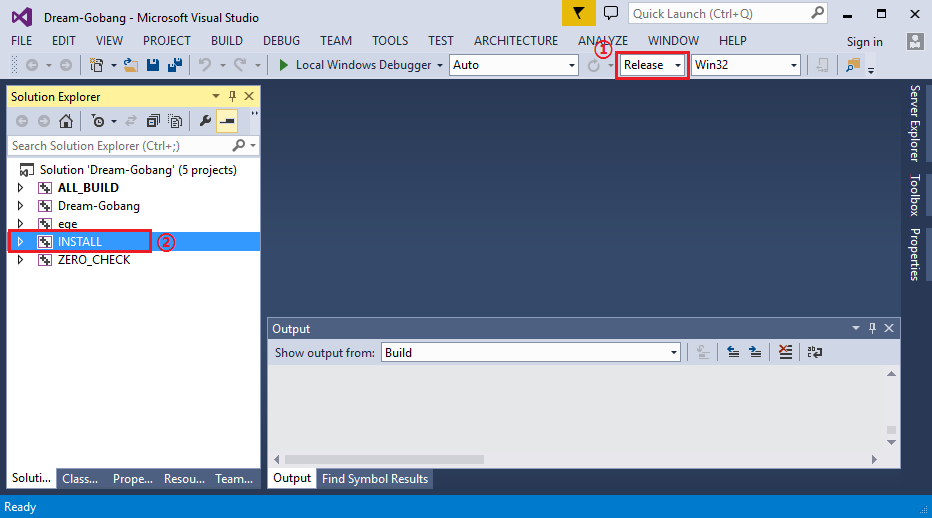 Dream-Gobang - Microsoft Visual Studio
Quick Launch (Ctrl+Q)
FILE EDIT VIEW PROJECT BUILD DEBUG TEAM TOOLS TEST ARCHITECTURE ANALYZE WINDOW HELP
Sign in
①
Local Windows Debugger Auto Release Win32
Solution Explorer
Search Solution Explorer (Ctrl+;)
Solution 'Dream-Gobang' (5 projects)
ALL_BUILD
Dream-Gobang
ege
INSTALL ②
ZERO_CHECK
Server Explorer
Toolbox
Properties
Output
Show output from: Build
Soluti... Class... Prope... Resou... Team...
Output Find Symbol Results
Ready